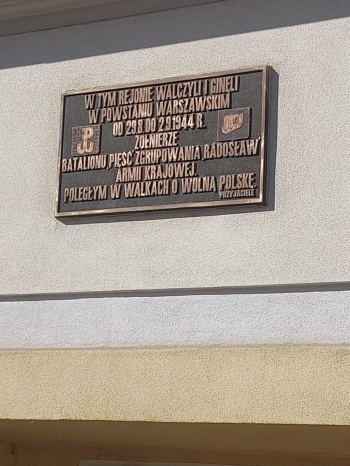 W TYM REJONIE WALCZYLI I GINĘLI
W POWSTANIU WARSZAWSKIM
OD 29.8 DO 2.9 1944 R.
ŻOŁNIERZE
BATALIONU PIĘŚĆ ZGRUPOWANIA „RADOSŁAW”
ARMII KRAJOWEJ.
POLEGŁYM W WALKACH O WOLNĄ POLSKĘ.
PRZYJACIELE